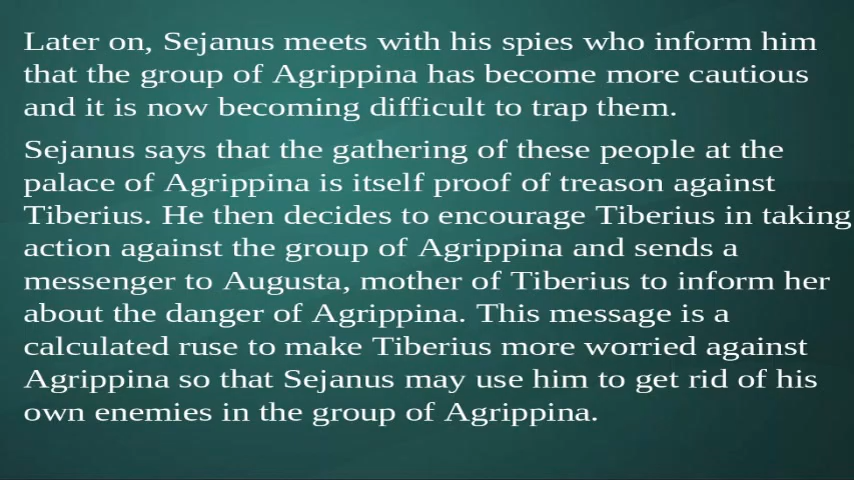 Later on, Sejanus meets with his spies who inform him
that the group of Agrippina has become more cautious
and it is now becoming difficult to trap them.
Sejanus says that the gathering of these people at the
palace of Agrippina is itself proof of treason against
Tiberius. He then decides to encourage Tiberius in taking
action against the group of Agrippina and sends a
messenger to Augusta, mother of Tiberius to inform her
about the danger of Agrippina. This message is a
calculated ruse to make Tiberius more worried against
Agrippina so that Sejanus may use him to get rid of his
own enemies in the group of Agrippina.